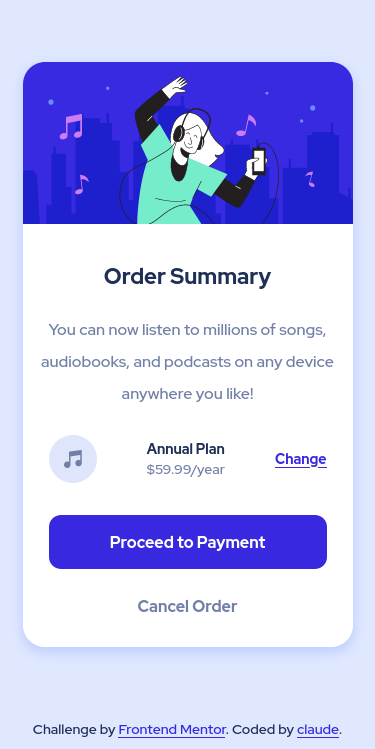 Order Summary
You can now listen to millions of songs,
audiobooks, and podcasts on any device
anywhere you like!
Annual Plan
$59.99/year
Change
Proceed to Payment
Cancel Order
Challenge by Frontend Mentor. Coded by claude.